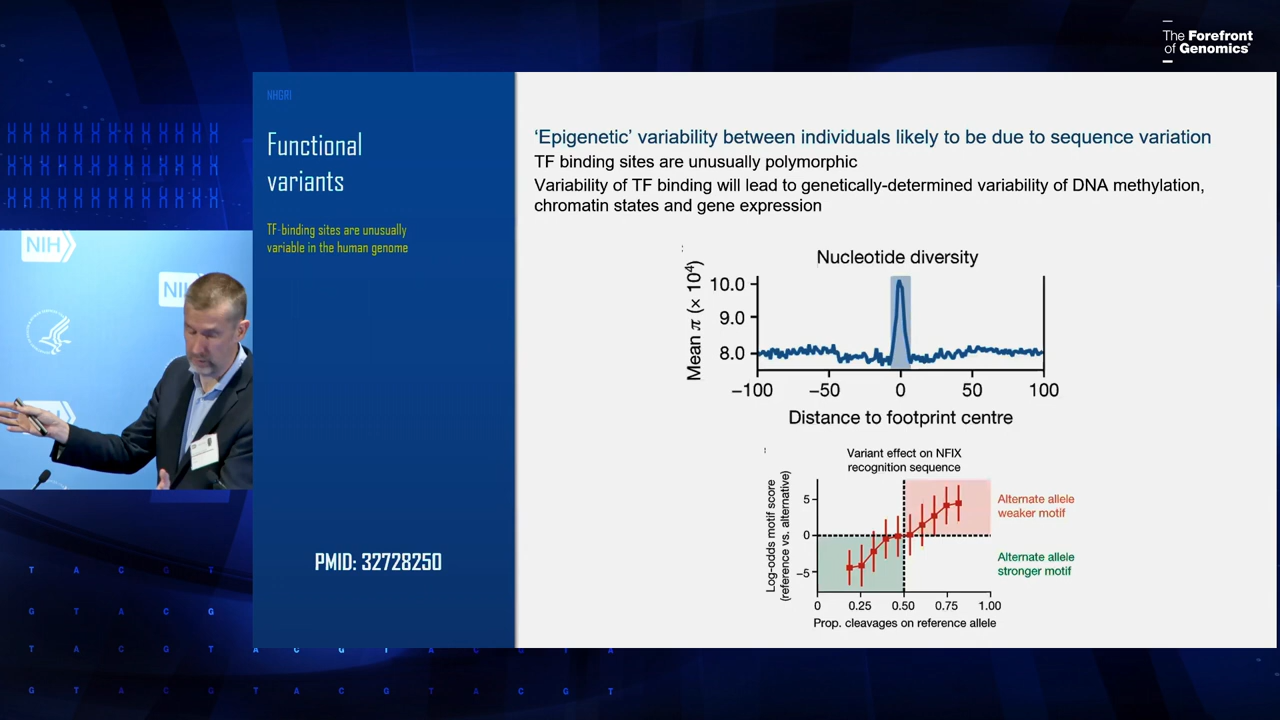 The Forefront
of Genomics®
NHGRI
Functional
variants
TF-binding sites are unusually
variable in the human genome
PMID: 32728250
‘Epigenetic’ variability between individuals likely to be due to sequence variation
TF binding sites are unusually polymorphic
Variability of TF binding will lead to genetically-determined variability of DNA methylation,
chromatin states and gene expression
Nucleotide diversity
Mean π (× 10⁴)
10.0
9.0
8.0
−100 −50 0 50 100
Distance to footprint centre
Variant effect on NFIX
recognition sequence
Log-odds motif score
(reference vs. alternative)
5
0
−5
0 0.25 0.50 0.75 1.00
Prop. cleavages on reference allele
Alternate allele
weaker motif
Alternate allele
stronger motif
NIH
NIH
T A C G T
G T A C G
T A C G T A C G T A C G T A
G T A C G T A C G T A C G T